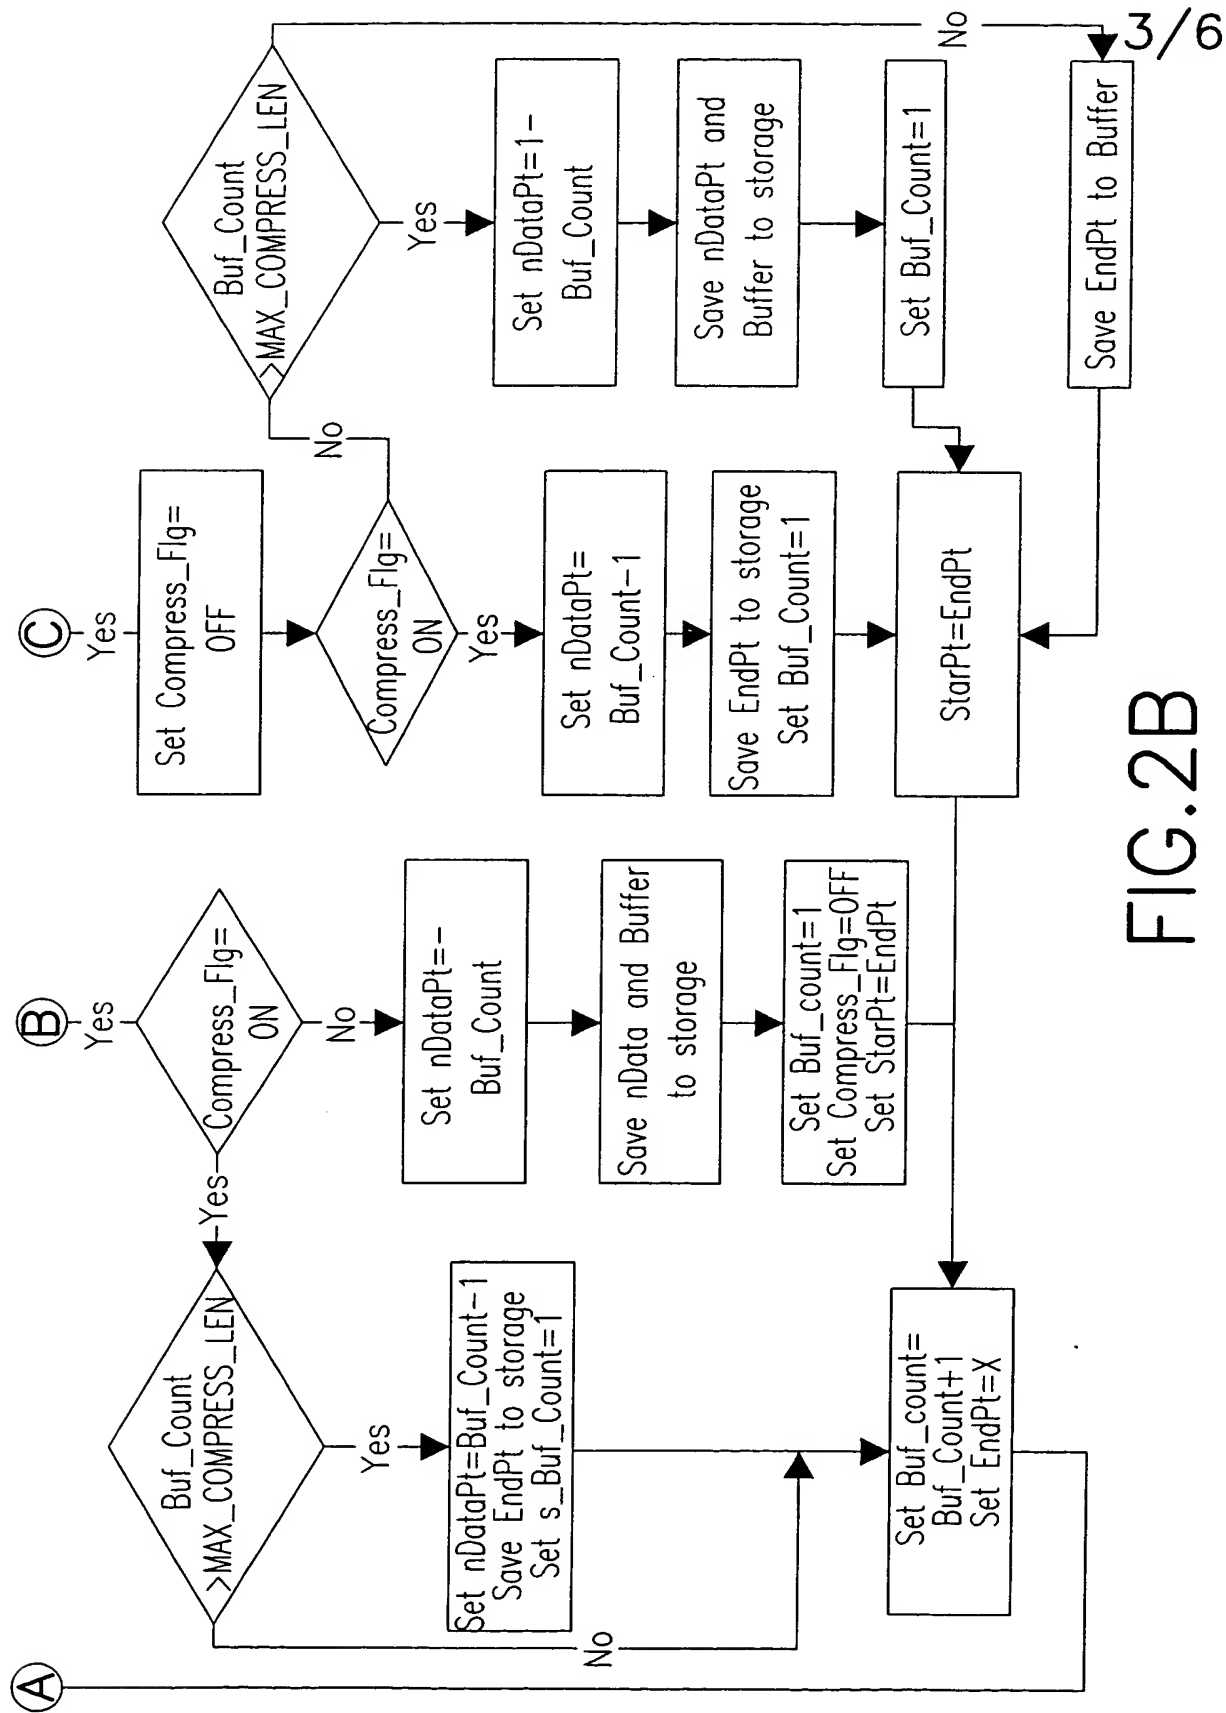 3/6
A
B
Yes
C
Yes
Buf_Count
>MAX_COMPRESS_LEN
Yes
No
Set nDataPt=Buf_Count-1
Save EndPt to storage
Set s_Buf_Count=1
Set Buf_count=
Buf_Count+1
Set EndPt=X
Compress_Flg=
ON
Yes
No
Set nDataPt=-
Buf_Count
Save nData and Buffer
to storage
Set Buf_count=1
Set Compress_Flg=OFF
Set StarPt=EndPt
Set Compress_Flg=
OFF
Compress_Flg=
ON
Yes
No
Set nDataPt=
Buf_Count-1
Save EndPt to storage
Set Buf_Count=1
StarPt=EndPt
Buf_Count
>MAX_COMPRESS_LEN
Yes
No
Set nDataPt=1-
Buf_Count
Save nDataPt and
Buffer to storage
Set Buf_Count=1
Save EndPt to Buffer
FIG.2B